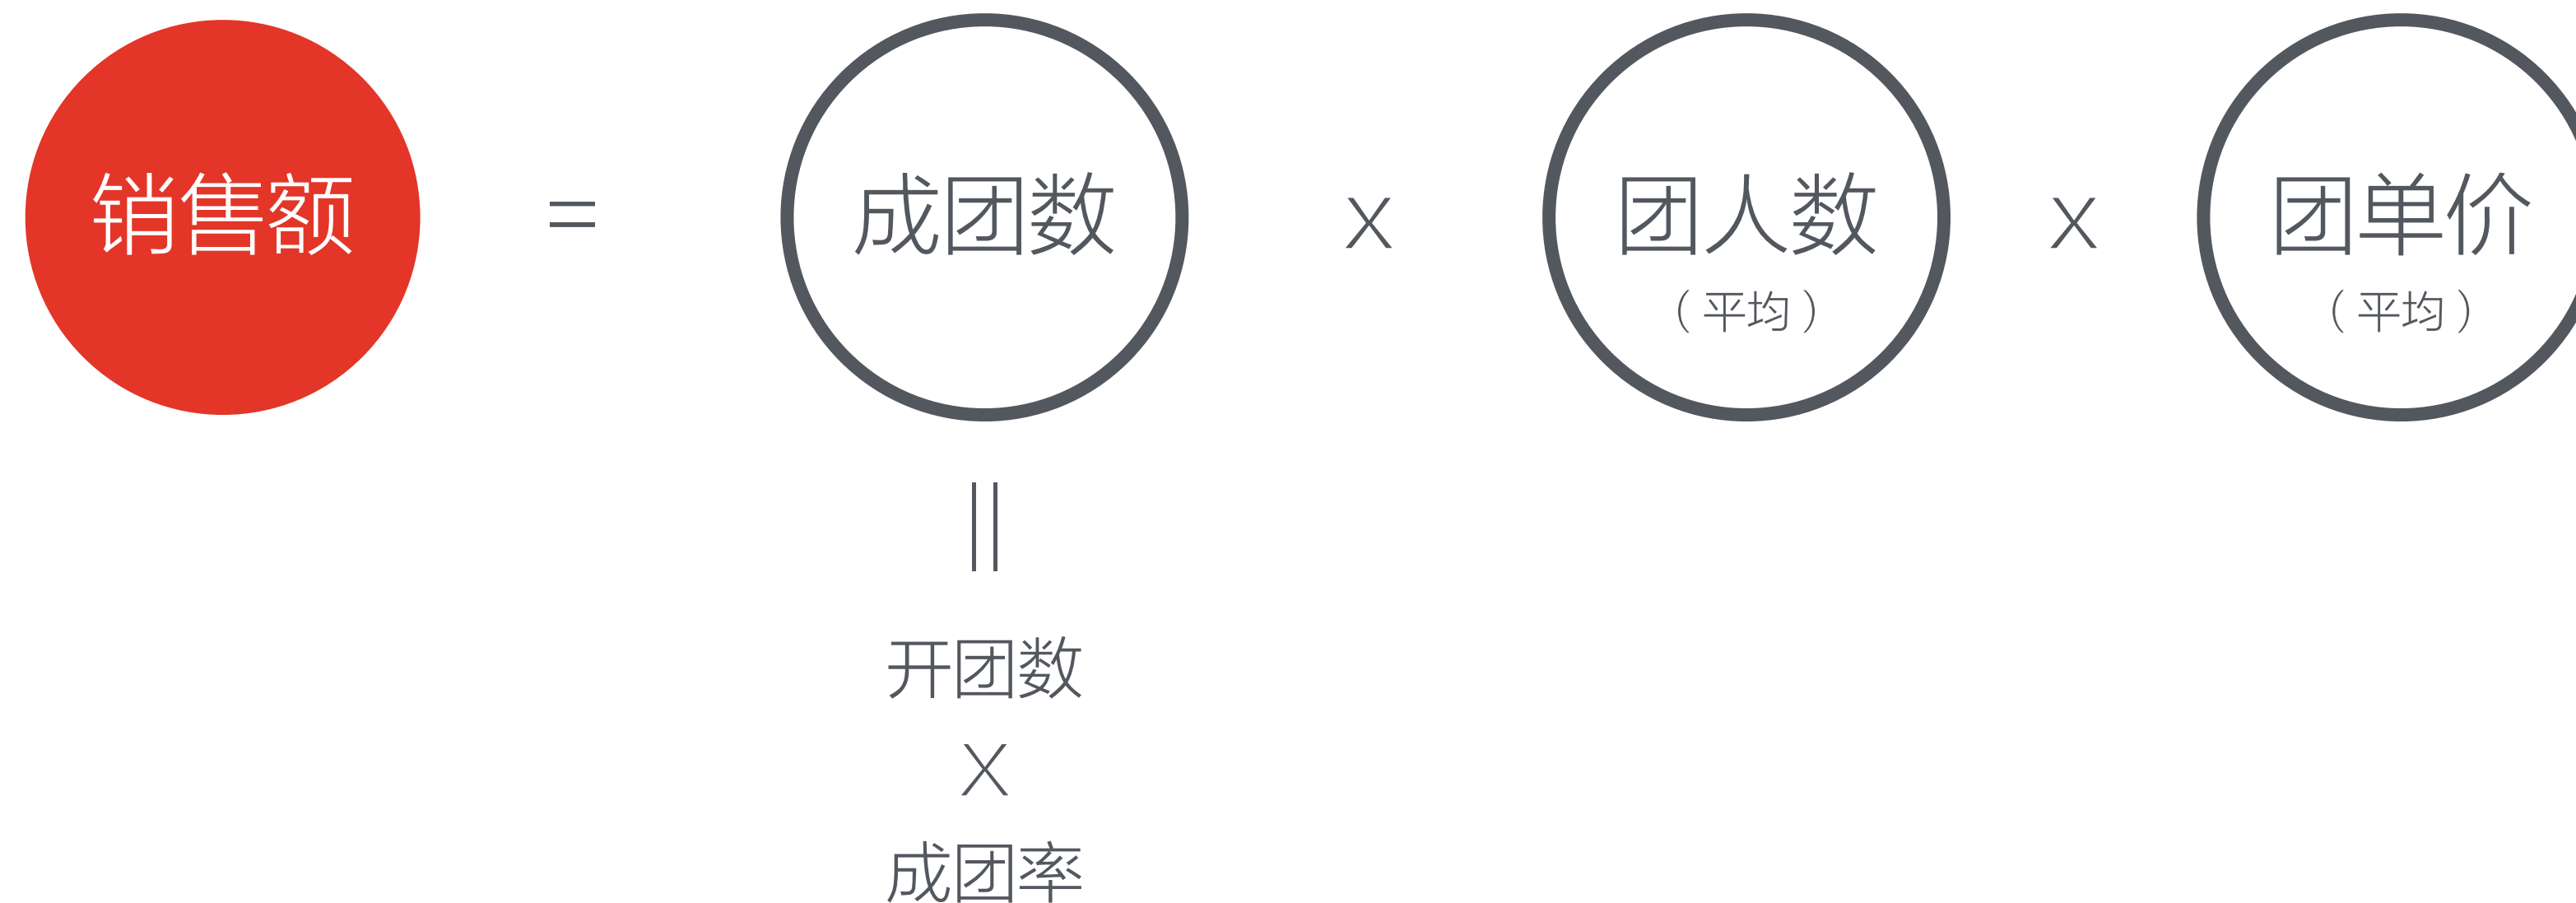 销售额 = 成团数 x 团人数 x 团单价
（平均） （平均）
=
开团数
x
成团率